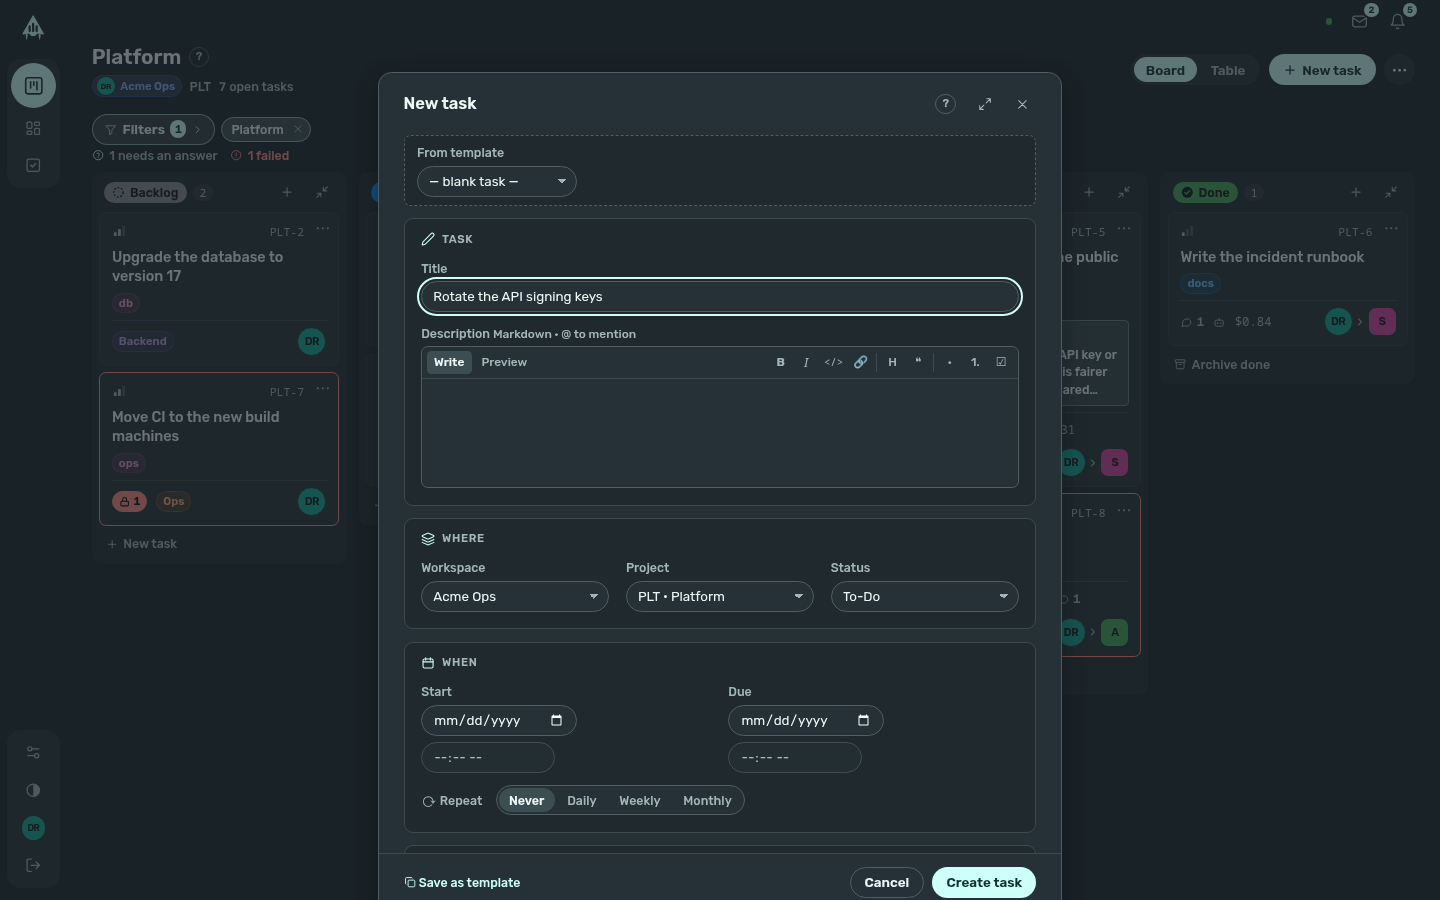 2
5
Platform
?
DR Acme Ops PLT 7 open tasks
Board Table
+ New task
Filters 1
Platform
1 needs an answer 1 failed
Backlog 2
PLT-2
Upgrade the database to
version 17
db
Backend DR
PLT-7
Move CI to the new build
machines
ops
1 Ops DR
+ New task
New task
?
From template
— blank task —
TASK
Title
Rotate the API signing keys
Description Markdown • @ to mention
Write Preview B I </> H ❝ • 1. ☑
WHERE
Workspace Project Status
Acme Ops PLT • Platform To-Do
WHEN
Start Due
mm/dd/yyyy mm/dd/yyyy
--:-- -- --:-- --
Repeat Never Daily Weekly Monthly
Save as template Cancel Create task
PLT-5
e public
API key or
is fairer
ared…
31
DR S
PLT-8
1
DR A
Done 1
PLT-6
Write the incident runbook
docs
1 $0.84 DR S
Archive done
DR